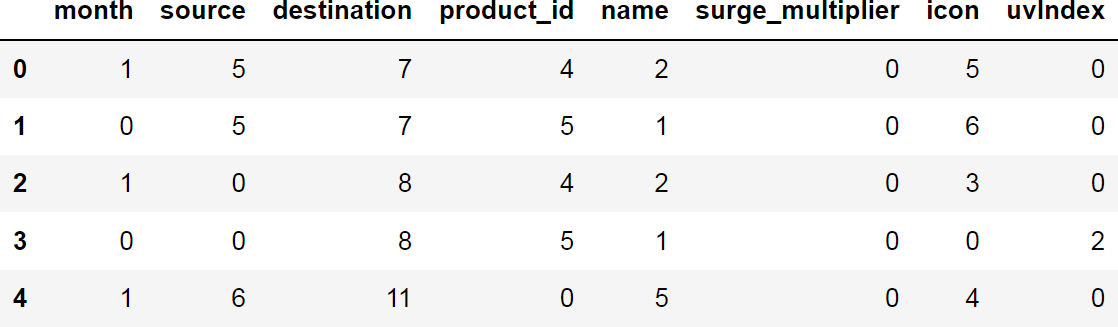 month source destination product_id name surge_multiplier icon uvIndex
0 1 5 7 4 2 0 5 0
1 0 5 7 5 1 0 6 0
2 1 0 8 4 2 0 3 0
3 0 0 8 5 1 0 0 2
4 1 6 11 0 5 0 4 0